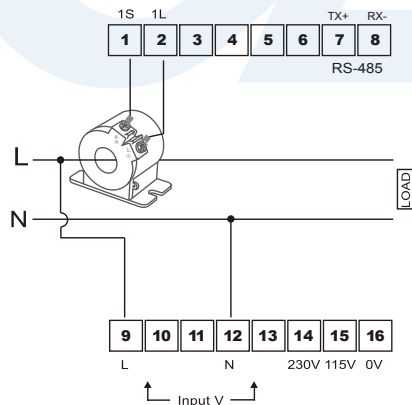 1S 1L TX+ RX-
1 2 3 4 5 6 7 8
RS-485
L
LOAD
N
9 10 11 12 13 14 15 16
L N 230V 115V 0V
Input V